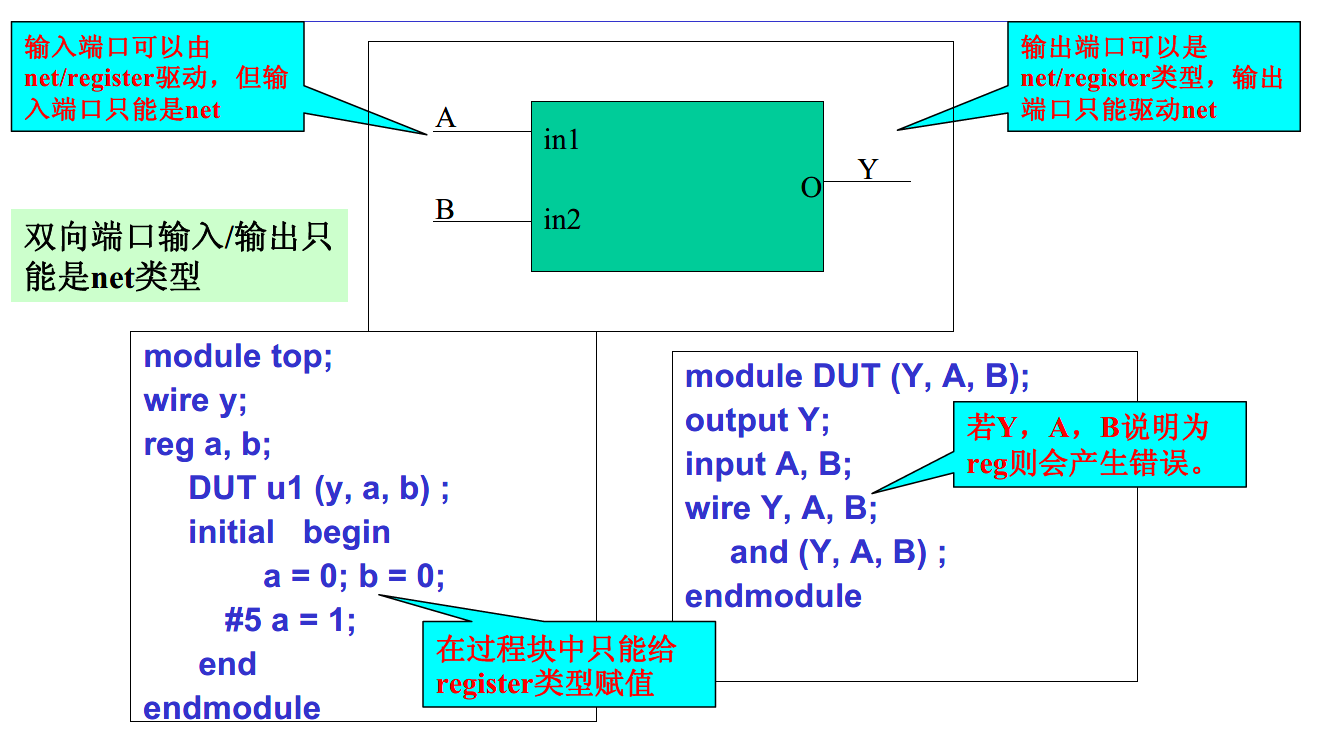 输入端口可以由
net/register驱动，但输
入端口只能是net
输出端口可以是
net/register类型，输出
端口只能驱动net
A
in1
B
in2
O
Y
双向端口输入/输出只
能是net类型
module top;
wire y;
reg a, b;
DUT u1 (y, a, b) ;
initial begin
a = 0; b = 0;
#5 a = 1;
end
endmodule
在过程块中只能给
register类型赋值
module DUT (Y, A, B);
output Y;
input A, B;
wire Y, A, B;
and (Y, A, B) ;
endmodule
若Y，A，B说明为
reg则会产生错误。